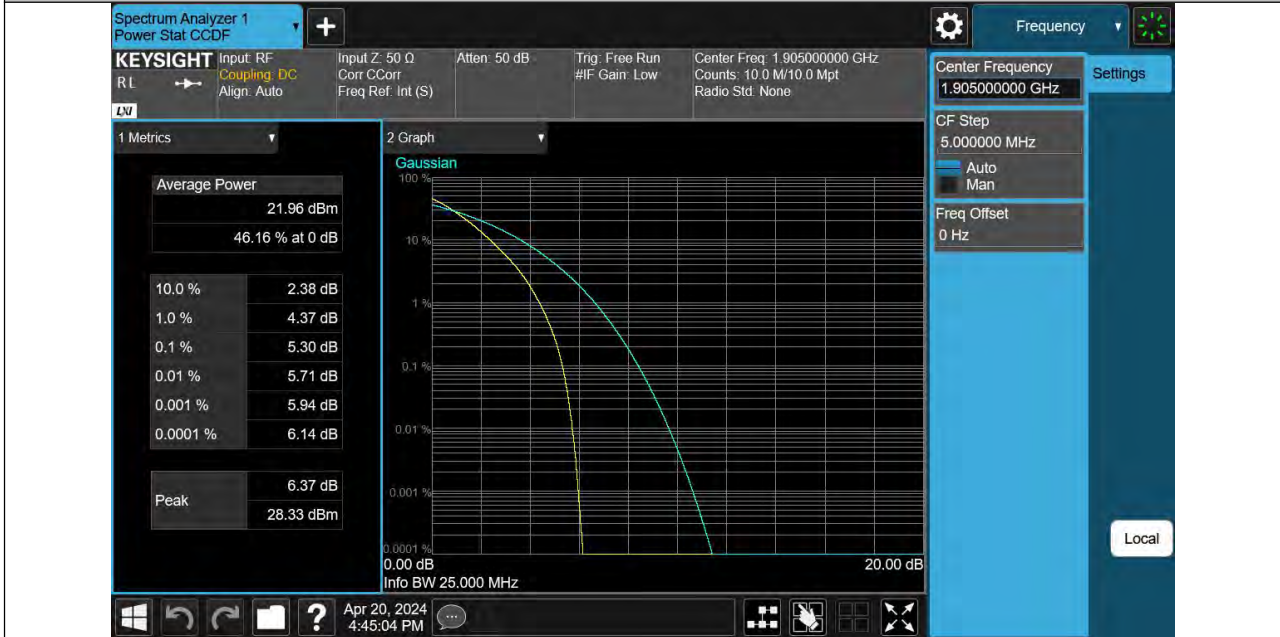 Spectrum Analyzer 1
Power Stat CCDF
Frequency
KEYSIGHT
RL
LXI
Input: RF
Coupling: DC
Align: Auto
Input Z: 50 Ω
Corr CCorr
Freq Ref: Int (S)
Atten: 50 dB
Trig: Free Run
#IF Gain: Low
Center Freq: 1.905000000 GHz
Counts: 10.0 M/10.0 Mpt
Radio Std: None
Center Frequency
1.905000000 GHz
Settings
CF Step
5.000000 MHz
Auto
Man
Freq Offset
0 Hz
1 Metrics
Average Power
21.96 dBm
46.16 % at 0 dB
10.0 % 2.38 dB
1.0 % 4.37 dB
0.1 % 5.30 dB
0.01 % 5.71 dB
0.001 % 5.94 dB
0.0001 % 6.14 dB
Peak
6.37 dB
28.33 dBm
2 Graph
Gaussian
100 %
10 %
1 %
0.1 %
0.01 %
0.001 %
0.0001 %
0.00 dB 20.00 dB
Info BW 25.000 MHz
Local
?
Apr 20, 2024
4:45:04 PM